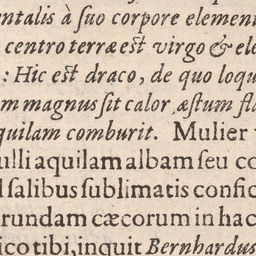 entalis à ſuo corpore element
centro terræ est virgo & ele
: Hic est draco, de quo loqu
m magnus ſit calor æstum fla
quilam comburit. Mulier
ulli aquilam albam ſeu co
ſalibus ſublimatis confic
rundam cæcorum in hac
ico tibi, inquit Bernhardus